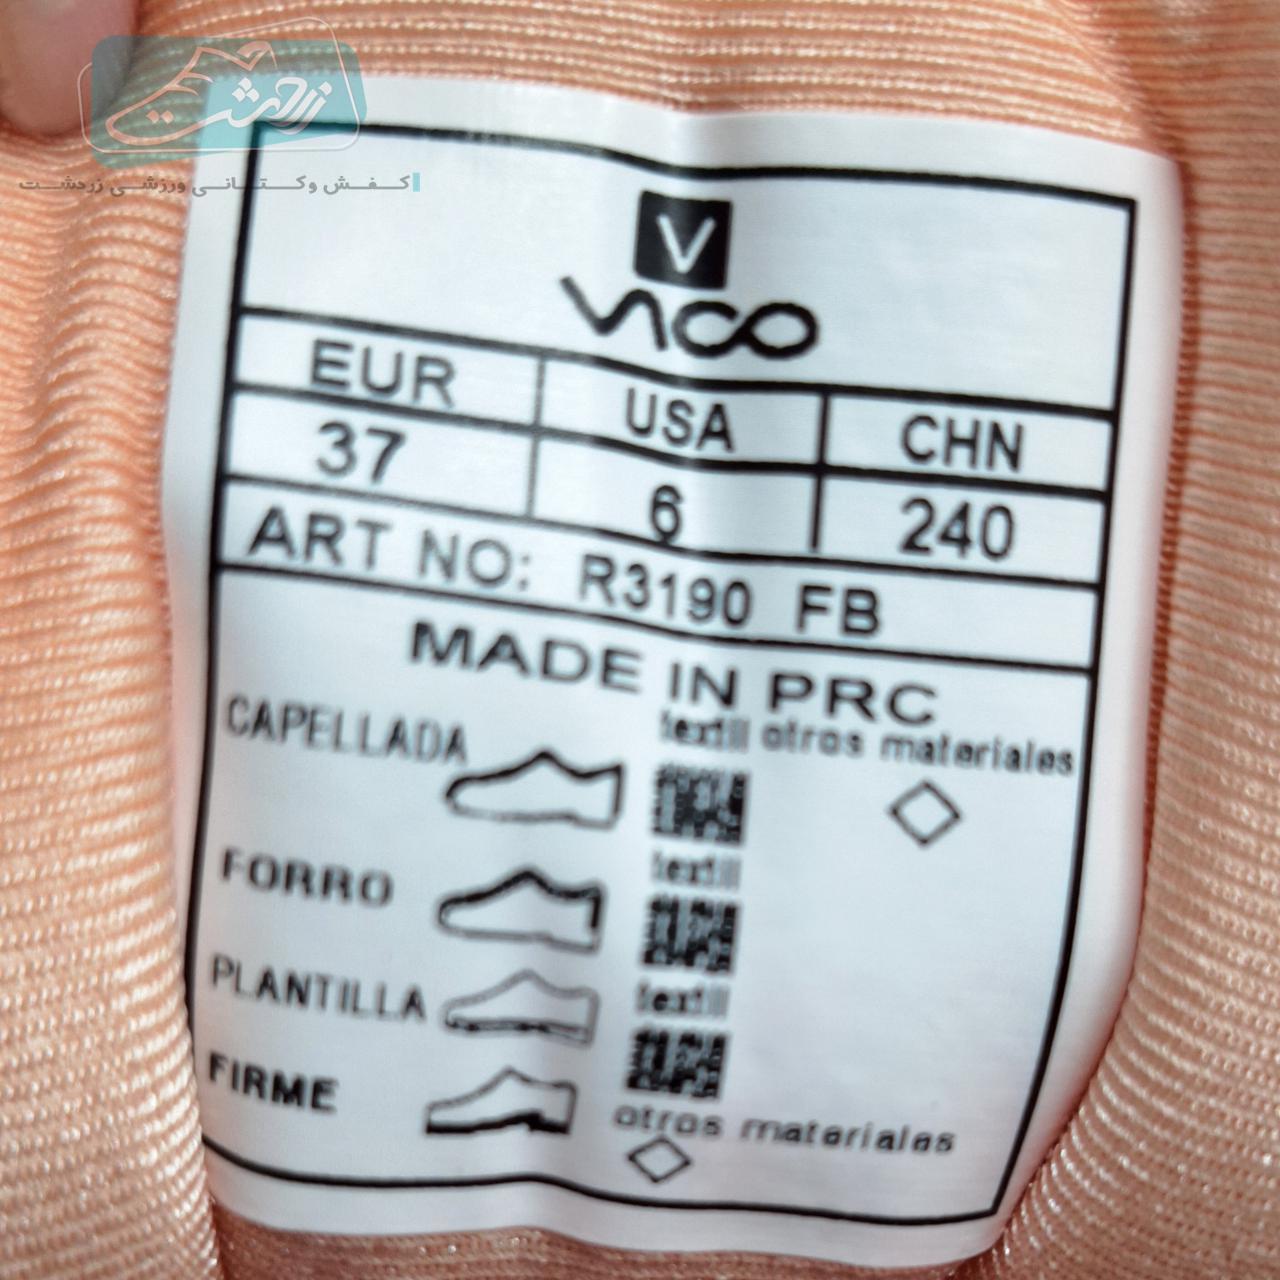 زردشت
کفش و کتانی ورزشی زردشت
V
vico
EUR USA CHN
37 6 240
ART NO: R3190 FB
MADE IN PRC
CAPELLADA textil otros materiales
FORRO textil
PLANTILLA textil
FIRME otros materiales